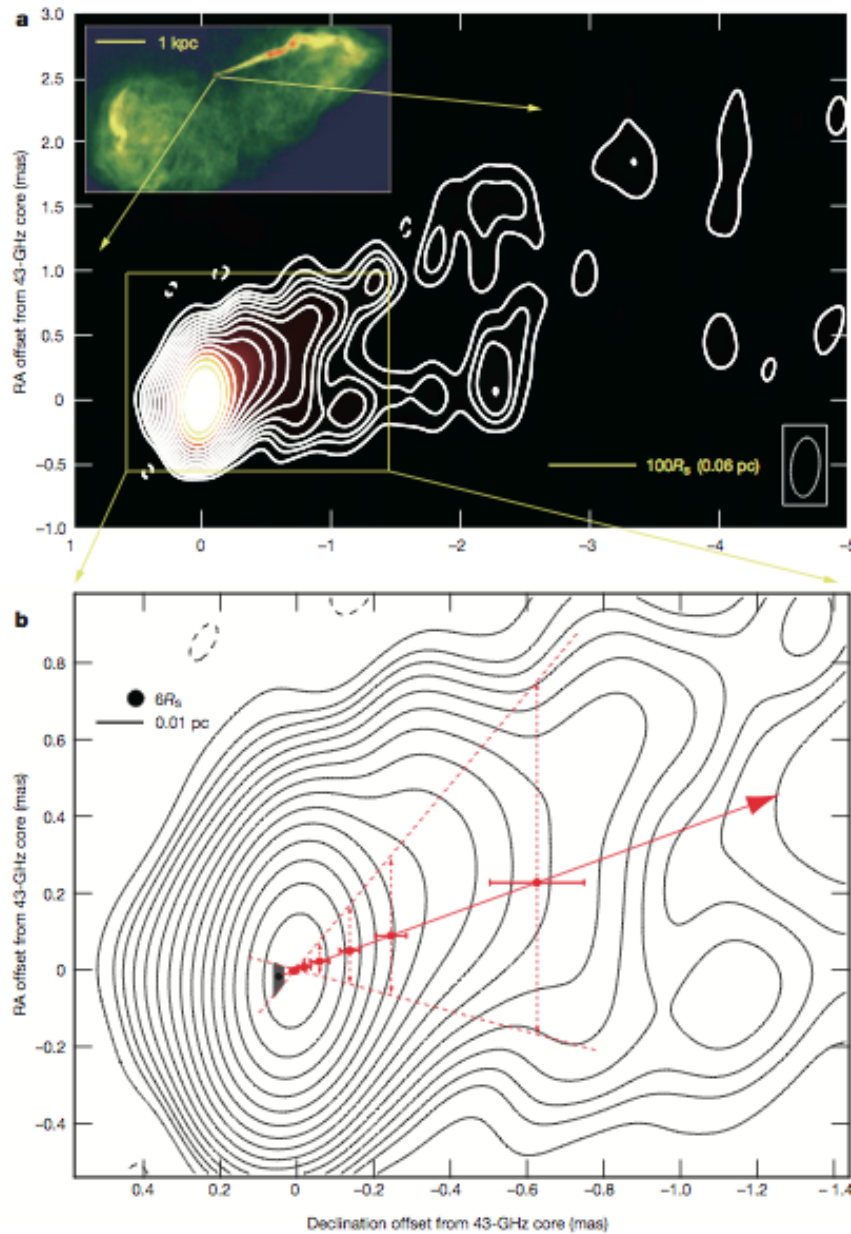 a
1 kpc
3.0
2.5
2.0
1.5
1.0
0.5
0
–0.5
–1.0
RA offset from 43-GHz core (mas)
100Rs (0.06 pc)
1 0 –1 –2 –3 –4 –5
b
6Rs
0.01 pc
0.8
0.6
0.4
0.2
0
–0.2
–0.4
RA offset from 43-GHz core (mas)
0.4 0.2 0 –0.2 –0.4 –0.6 –0.8 –1.0 –1.2 –1.4
Declination offset from 43-GHz core (mas)